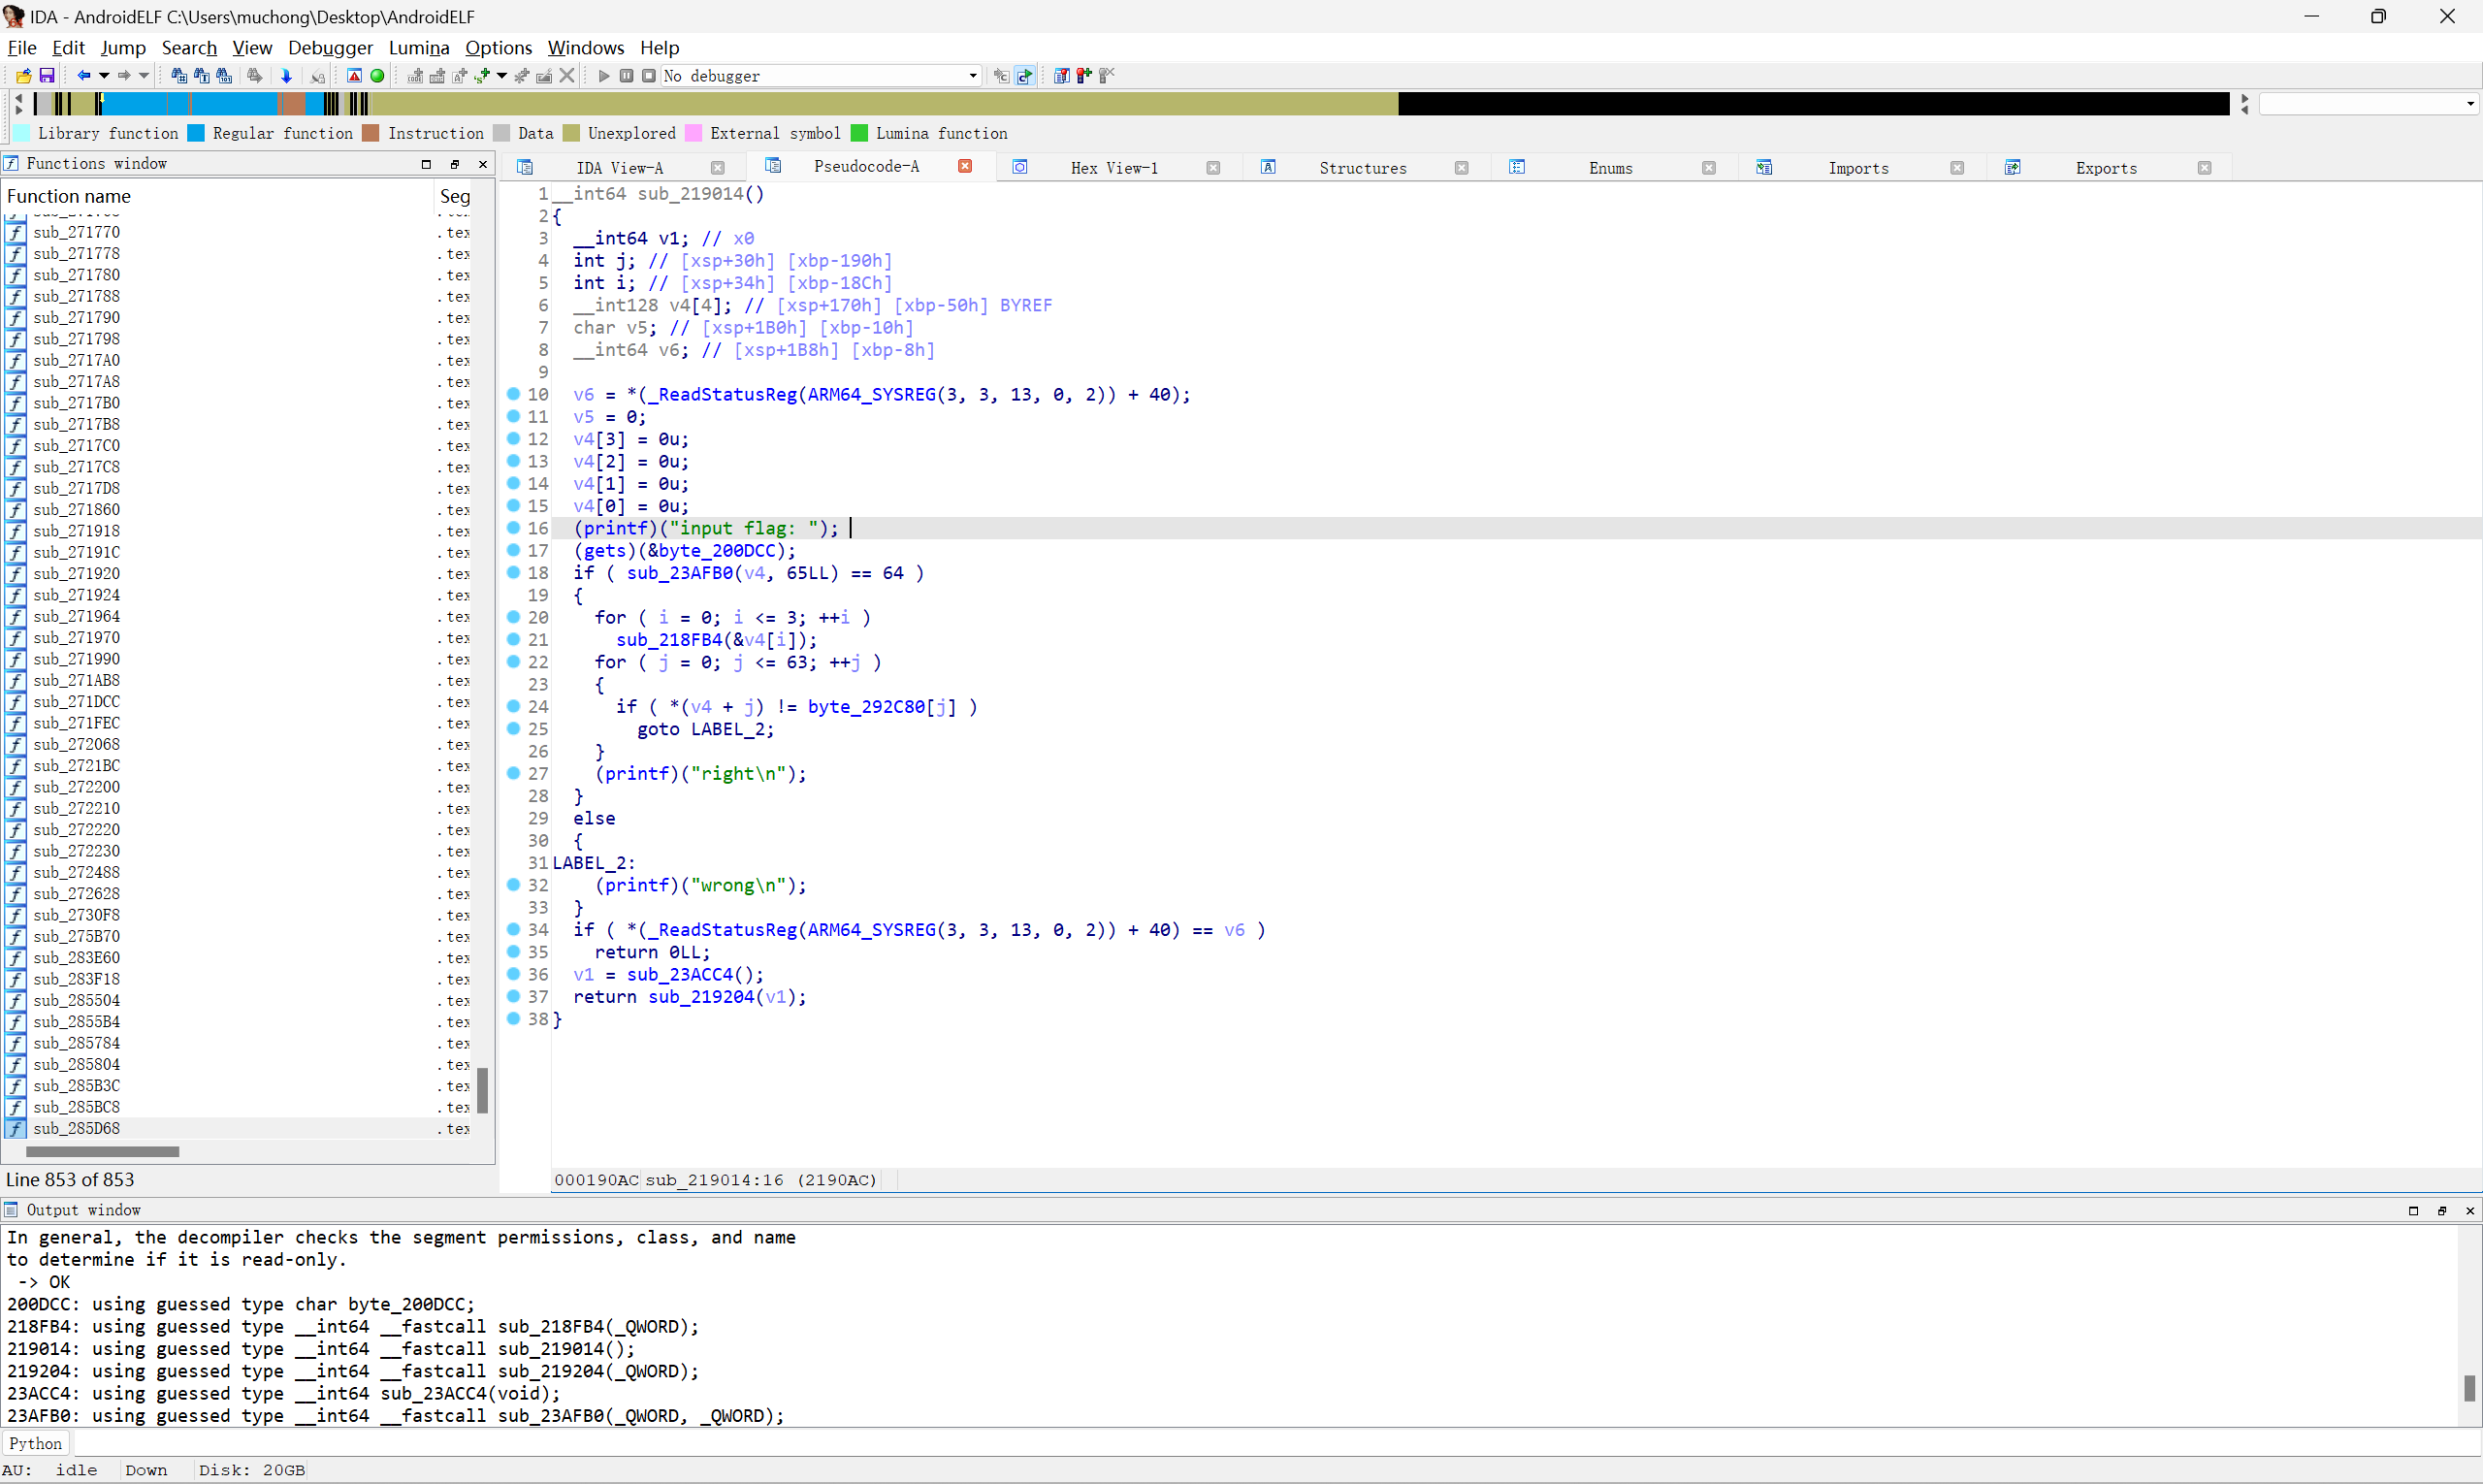 IDA - AndroidELF C:\Users\muchong\Desktop\AndroidELF
File Edit Jump Search View Debugger Lumina Options Windows Help
No debugger
Library function Regular function Instruction Data Unexplored External symbol Lumina function
Functions window
IDA View-A Pseudocode-A Hex View-1 Structures Enums Imports Exports
Function name Seg
sub_271770 .tex
sub_271778 .tex
sub_271780 .tex
sub_271788 .tex
sub_271790 .tex
sub_271798 .tex
sub_2717A0 .tex
sub_2717A8 .tex
sub_2717B0 .tex
sub_2717B8 .tex
sub_2717C0 .tex
sub_2717C8 .tex
sub_2717D8 .tex
sub_271860 .tex
sub_271918 .tex
sub_27191C .tex
sub_271920 .tex
sub_271924 .tex
sub_271964 .tex
sub_271970 .tex
sub_271990 .tex
sub_271AB8 .tex
sub_271DCC .tex
sub_271FEC .tex
sub_272068 .tex
sub_2721BC .tex
sub_272200 .tex
sub_272210 .tex
sub_272220 .tex
sub_272230 .tex
sub_272488 .tex
sub_272628 .tex
sub_2730F8 .tex
sub_275B70 .tex
sub_283E60 .tex
sub_283F18 .tex
sub_285504 .tex
sub_2855B4 .tex
sub_285784 .tex
sub_285804 .tex
sub_285B3C .tex
sub_285BC8 .tex
sub_285D68 .tex
Line 853 of 853
1 __int64 sub_219014()
2 {
3 __int64 v1; // x0
4 int j; // [xsp+30h] [xbp-190h]
5 int i; // [xsp+34h] [xbp-18Ch]
6 __int128 v4[4]; // [xsp+170h] [xbp-50h] BYREF
7 char v5; // [xsp+1B0h] [xbp-10h]
8 __int64 v6; // [xsp+1B8h] [xbp-8h]
9
10 v6 = *(_ReadStatusReg(ARM64_SYSREG(3, 3, 13, 0, 2)) + 40);
11 v5 = 0;
12 v4[3] = 0u;
13 v4[2] = 0u;
14 v4[1] = 0u;
15 v4[0] = 0u;
16 (printf)("input flag: ");
17 (gets)(&byte_200DCC);
18 if ( sub_23AFB0(v4, 65LL) == 64 )
19 {
20 for ( i = 0; i <= 3; ++i )
21 sub_218FB4(&v4[i]);
22 for ( j = 0; j <= 63; ++j )
23 {
24 if ( *(v4 + j) != byte_292C80[j] )
25 goto LABEL_2;
26 }
27 (printf)("right\n");
28 }
29 else
30 {
31 LABEL_2:
32 (printf)("wrong\n");
33 }
34 if ( *(_ReadStatusReg(ARM64_SYSREG(3, 3, 13, 0, 2)) + 40) == v6 )
35 return 0LL;
36 v1 = sub_23ACC4();
37 return sub_219204(v1);
38 }
000190AC sub_219014:16 (2190AC)
Output window
In general, the decompiler checks the segment permissions, class, and name
to determine if it is read-only.
-> OK
200DCC: using guessed type char byte_200DCC;
218FB4: using guessed type __int64 __fastcall sub_218FB4(_QWORD);
219014: using guessed type __int64 __fastcall sub_219014();
219204: using guessed type __int64 __fastcall sub_219204(_QWORD);
23ACC4: using guessed type __int64 sub_23ACC4(void);
23AFB0: using guessed type __int64 __fastcall sub_23AFB0(_QWORD, _QWORD);
Python
AU: idle Down Disk: 20GB